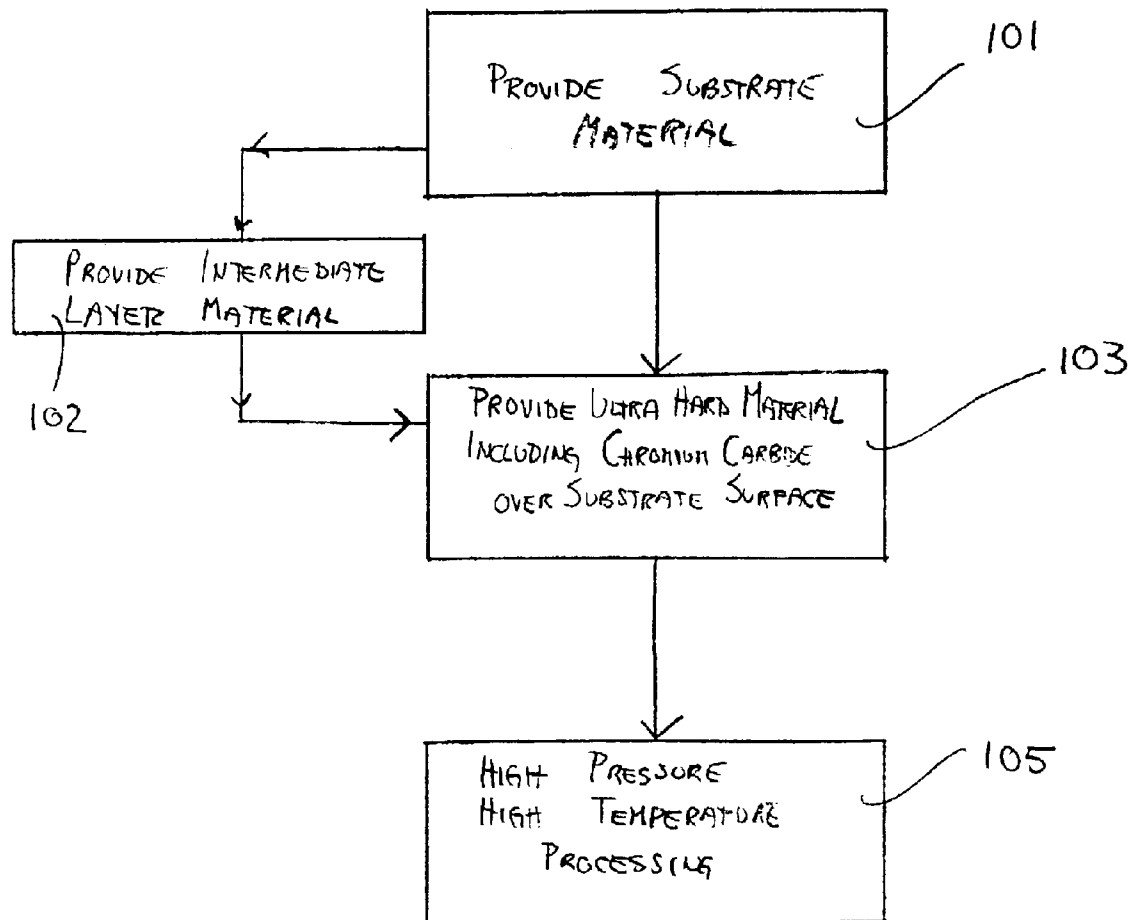 101
PROVIDE SUBSTRATE
MATERIAL
PROVIDE INTERMEDIATE
LAYER MATERIAL
102
103
PROVIDE ULTRA HARD MATERIAL
INCLUDING CHROMIUM CARBIDE
OVER SUBSTRATE SURFACE
105
HIGH PRESSURE
HIGH TEMPERATURE
PROCESSING